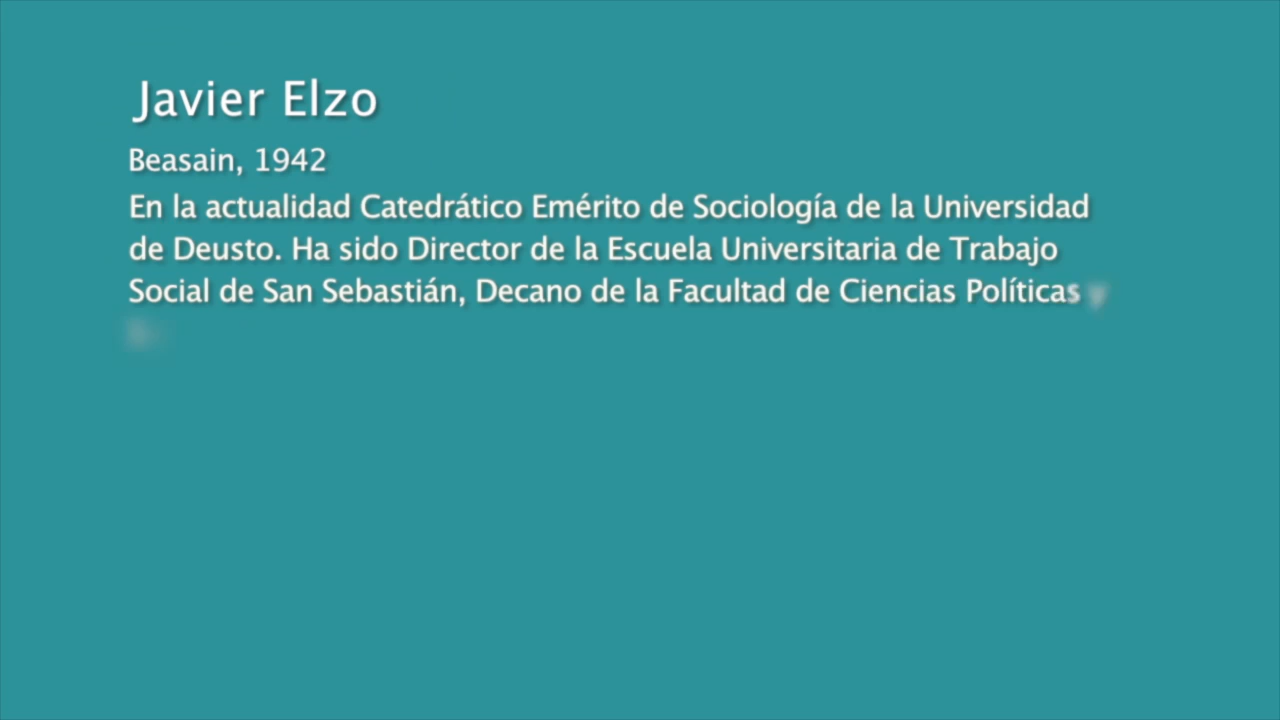 Javier Elzo
Beasain, 1942
En la actualidad Catedrático Emérito de Sociología de la Universidad
de Deusto. Ha sido Director de la Escuela Universitaria de Trabajo
Social de San Sebastián, Decano de la Facultad de Ciencias Políticas y